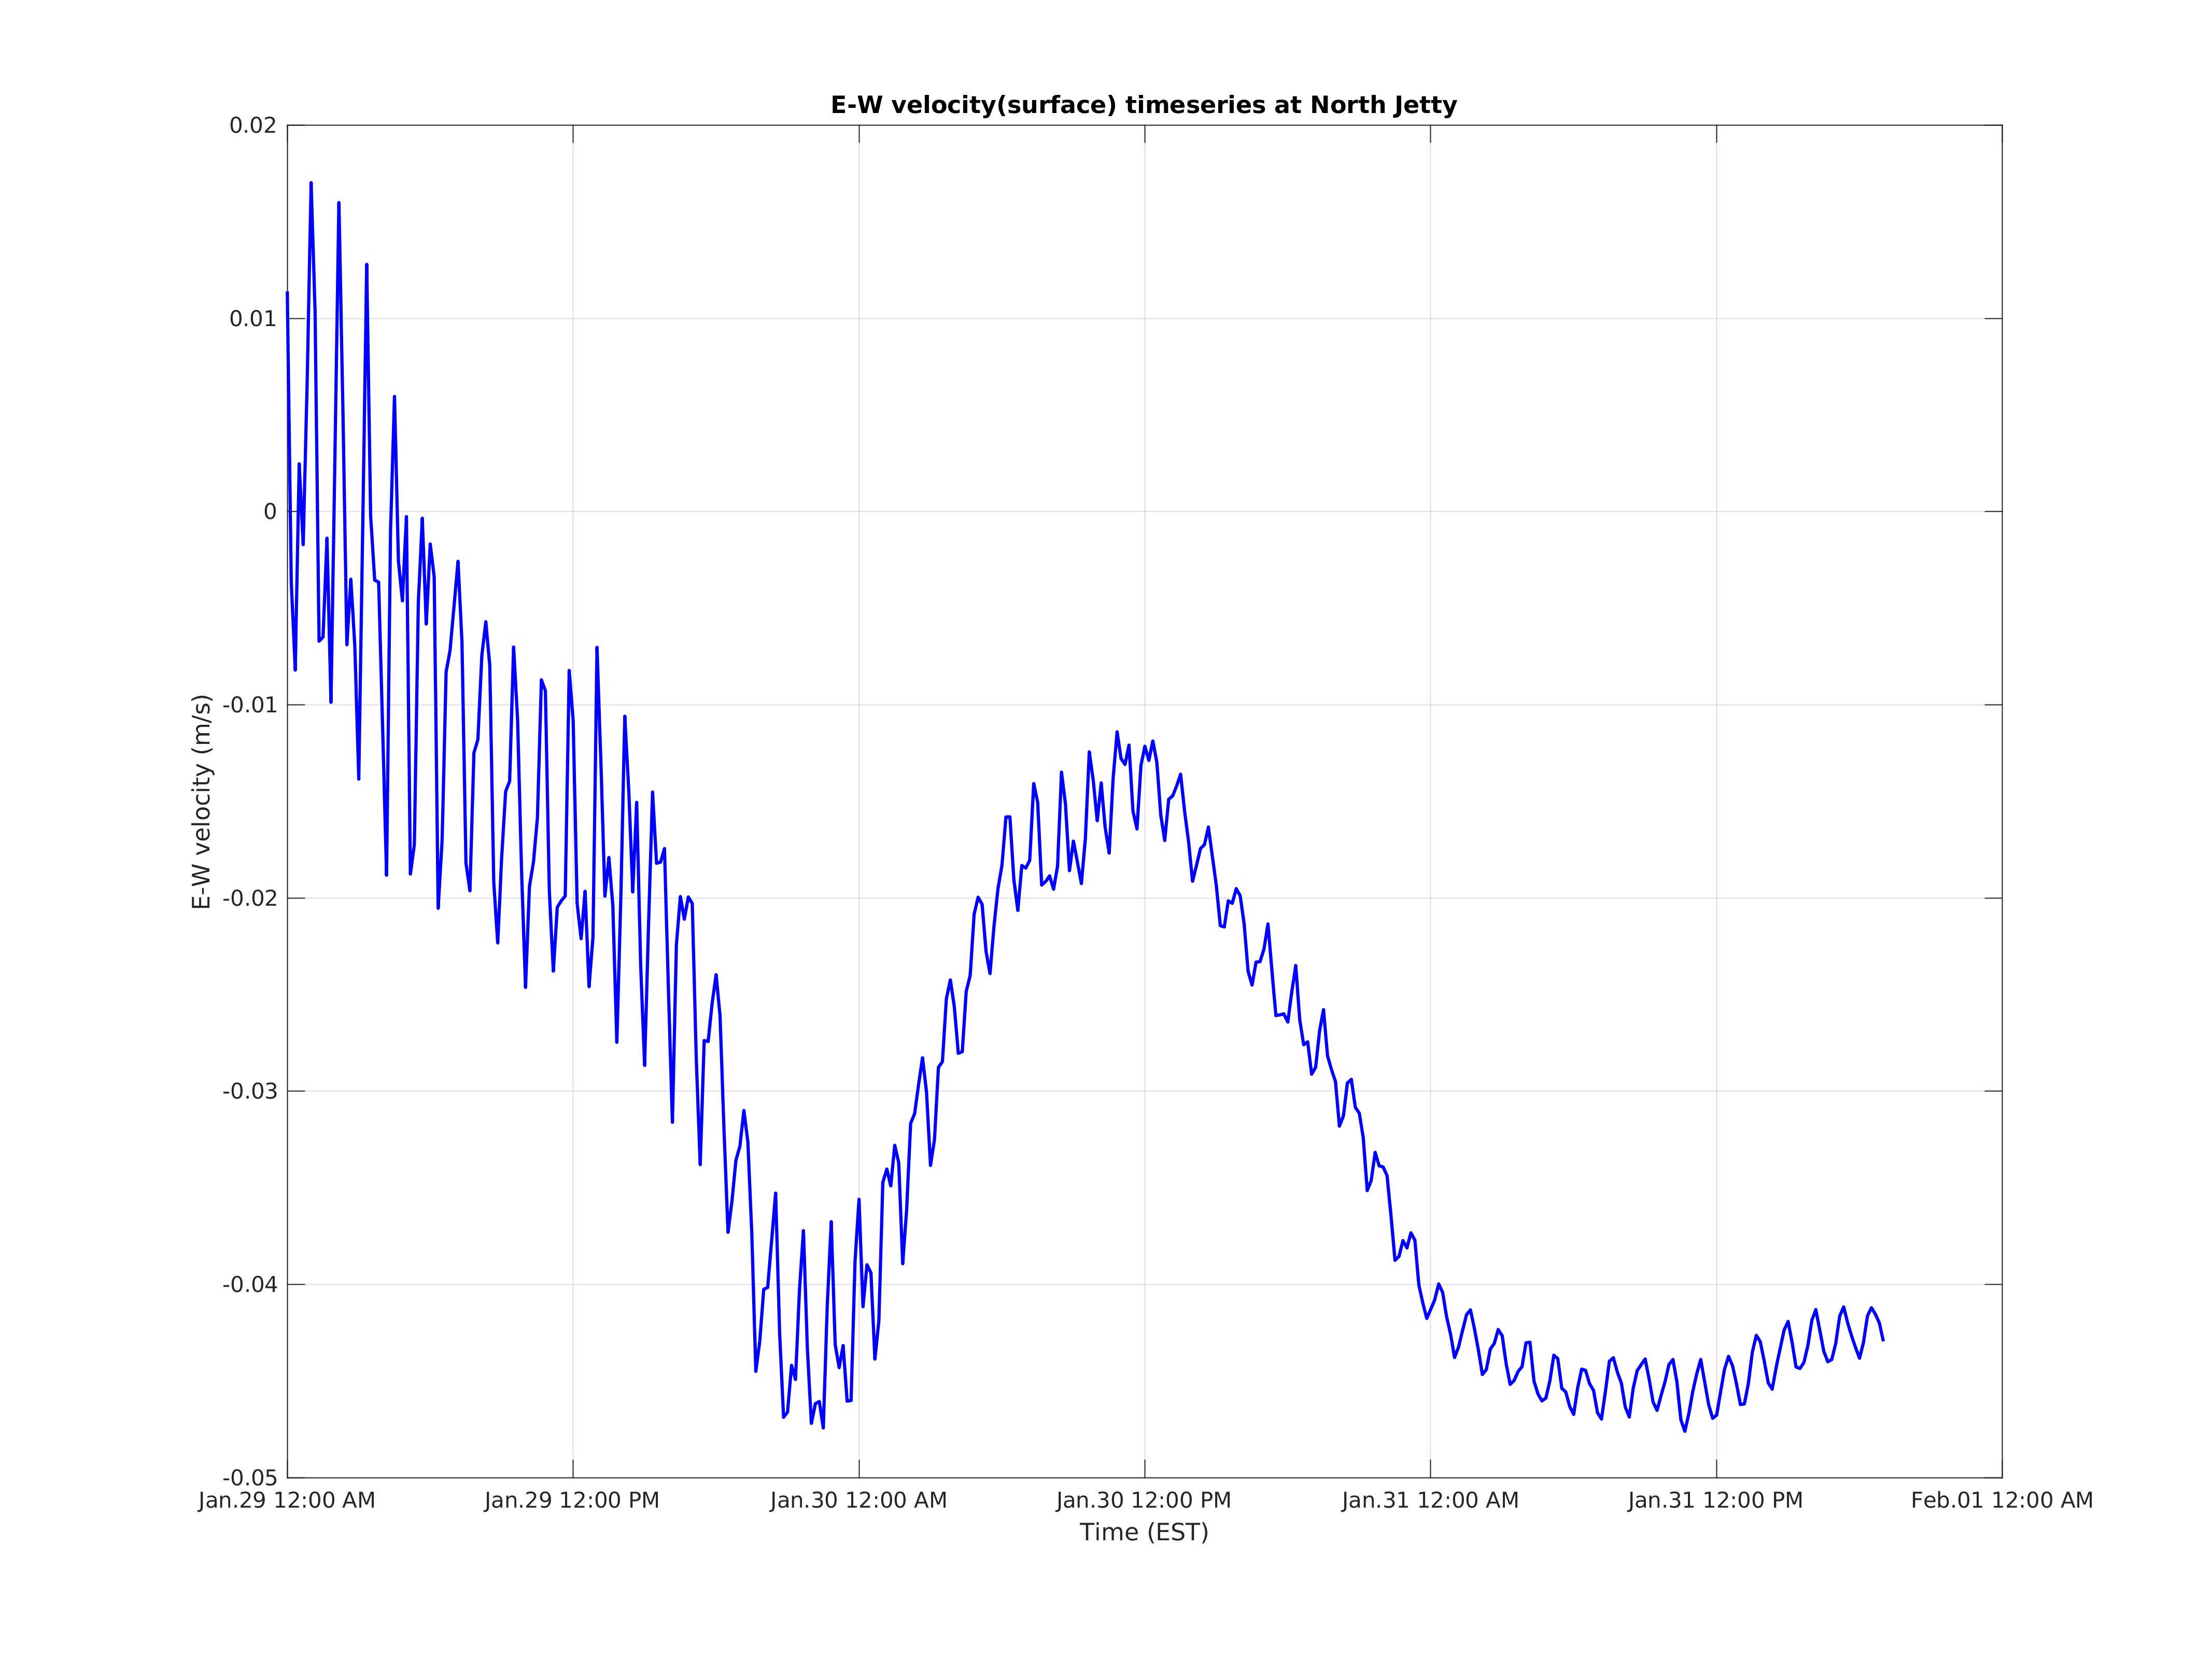 E-W velocity(surface) timeseries at North Jetty
0.02
0.01
0
-0.01
-0.02
-0.03
-0.04
-0.05
E-W velocity (m/s)
Jan.29 12:00 AM Jan.29 12:00 PM Jan.30 12:00 AM Jan.30 12:00 PM Jan.31 12:00 AM Jan.31 12:00 PM Feb.01 12:00 AM
Time (EST)